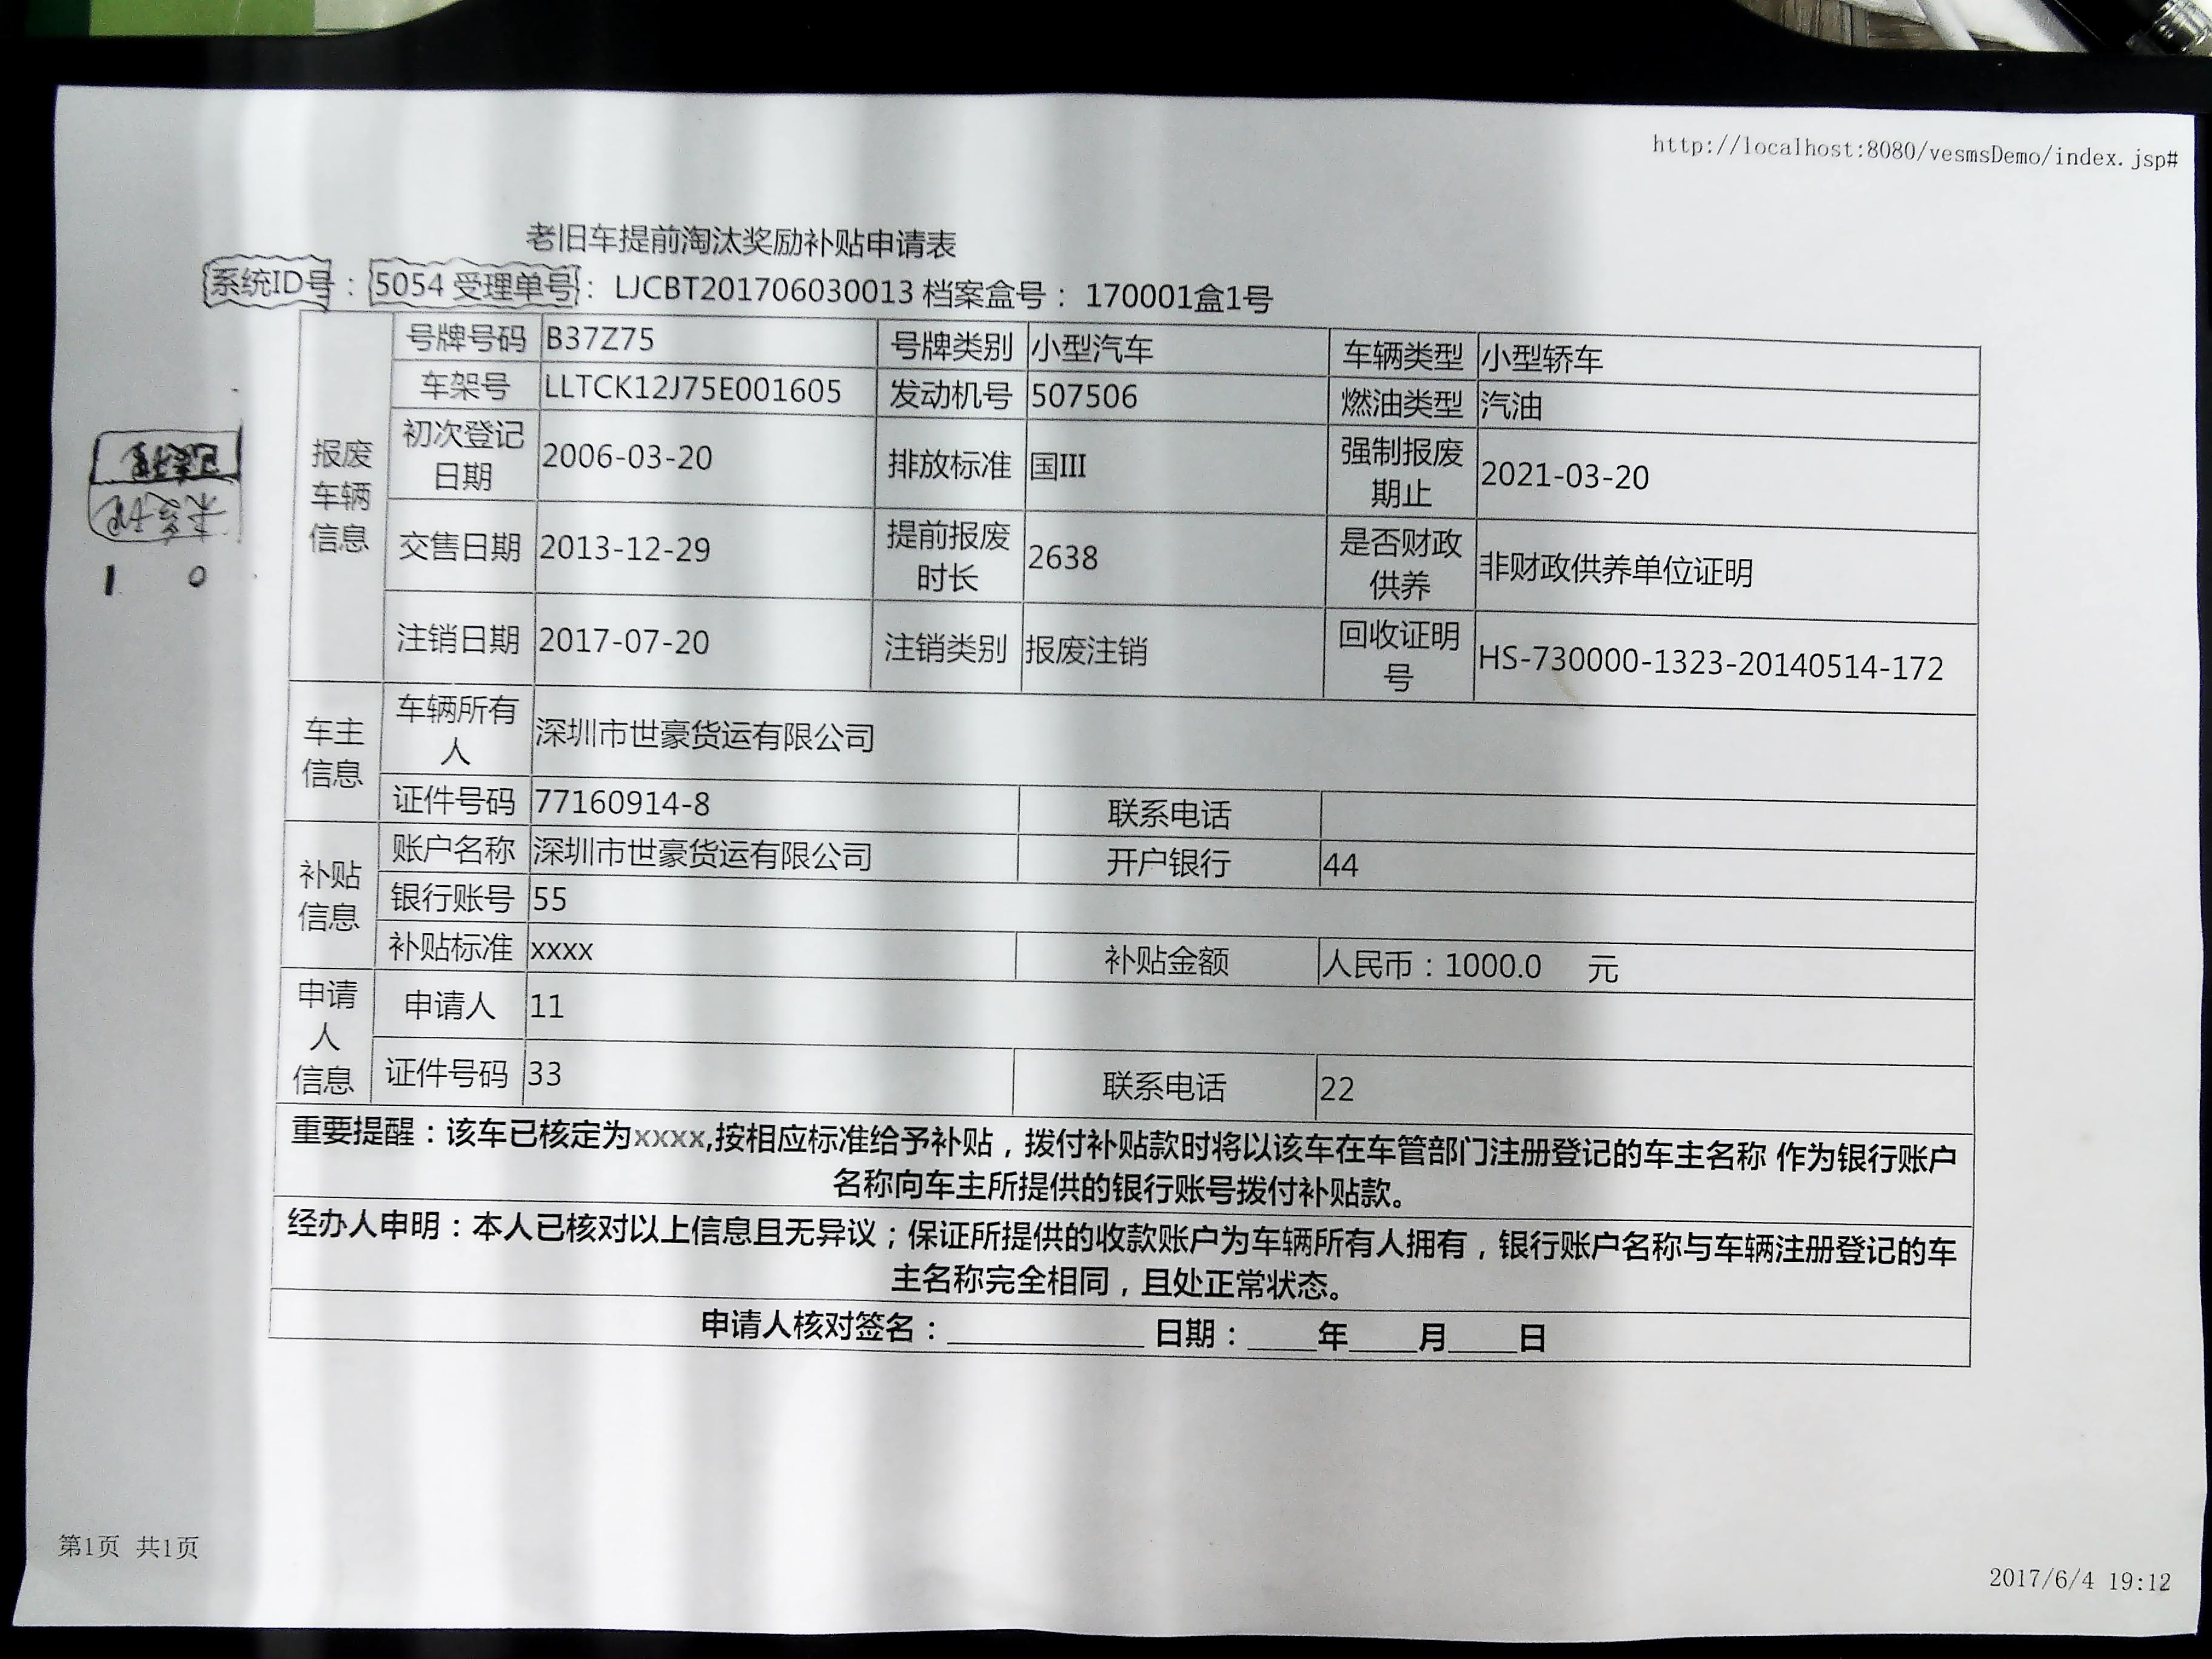 http://localhost:8080/vesmsDemo/index.jsp#
老旧车提前淘汰奖励补贴申请表
系统ID号：5054 受理单号：LJCBT201706030013 档案盒号：170001盒1号
报废车辆信息
号牌号码 B37Z75 号牌类别 小型汽车 车辆类型 小型轿车
车架号 LLTCK12J75E001605 发动机号 507506 燃油类型 汽油
初次登记日期 2006-03-20 排放标准 国III 强制报废期止 2021-03-20
交售日期 2013-12-29 提前报废时长 2638 是否财政供养 非财政供养单位证明
注销日期 2017-07-20 注销类别 报废注销 回收证明号 HS-730000-1323-20140514-172
车主信息
车辆所有人 深圳市世豪货运有限公司
证件号码 77160914-8 联系电话
补贴信息
账户名称 深圳市世豪货运有限公司 开户银行 44
银行账号 55
补贴标准 xxxx 补贴金额 人民币：1000.0 元
申请人信息
申请人 11
证件号码 33 联系电话 22
重要提醒：该车已核定为xxxx,按相应标准给予补贴，拨付补贴款时将以该车在车管部门注册登记的车主名称 作为银行账户
名称向车主所提供的银行账号拨付补贴款。
经办人申明：本人已核对以上信息且无异议；保证所提供的收款账户为车辆所有人拥有，银行账户名称与车辆注册登记的车
主名称完全相同，且处正常状态。
申请人核对签名：____________ 日期：____年____月____日
1 0
第1页 共1页
2017/6/4 19:12